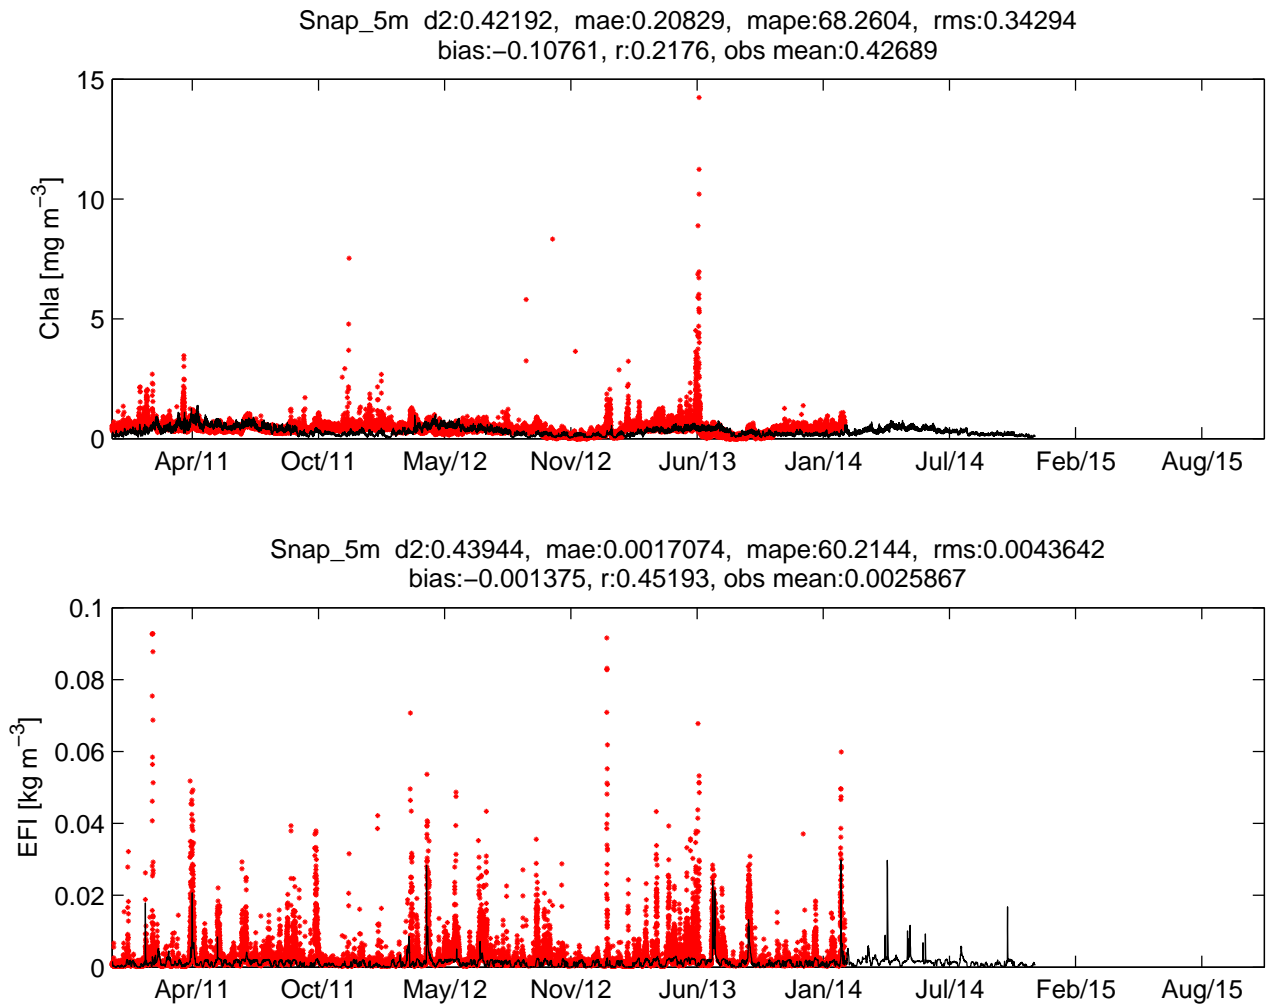 Snap_5m  d2:0.42192,  mae:0.20829,  mape:68.2604,  rms:0.34294
bias:−0.10761, r:0.2176, obs mean:0.42689
15
10
5
0
Chla [mg m⁻³]
Apr/11 Oct/11 May/12 Nov/12 Jun/13 Jan/14 Jul/14 Feb/15 Aug/15
Snap_5m  d2:0.43944,  mae:0.0017074,  mape:60.2144,  rms:0.0043642
bias:−0.001375, r:0.45193, obs mean:0.0025867
0.1
0.08
0.06
0.04
0.02
0
EFI [kg m⁻³]
Apr/11 Oct/11 May/12 Nov/12 Jun/13 Jan/14 Jul/14 Feb/15 Aug/15